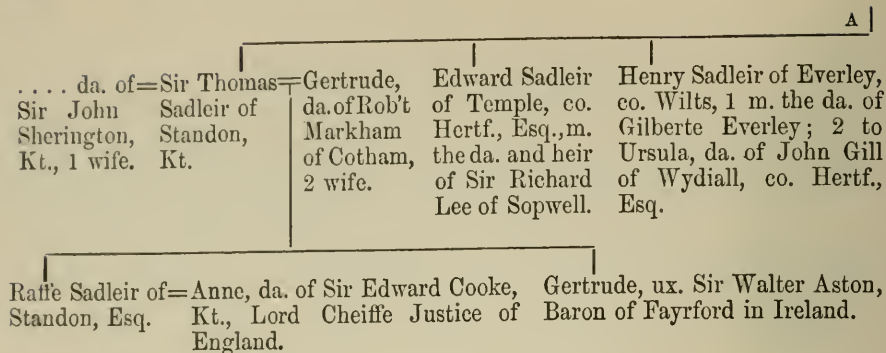 A
.... da. of=Sir Thomas=Gertrude,
Sir John Sadleir of da. of Rob't
Sherington, Standon, Markham
Kt., 1 wife. Kt. of Cotham,
2 wife.
Edward Sadleir
of Temple, co.
Hertf., Esq., m.
the da. and heir
of Sir Richard
Lee of Sopwell.
Henry Sadleir of Everley,
co. Wilts, 1 m. the da. of
Gilberte Everley; 2 to
Ursula, da. of John Gill
of Wydiall, co. Hertf.,
Esq.
Raffe Sadleir of=Anne, da. of Sir Edward Cooke,
Standon, Esq. Kt., Lord Cheiffe Justice of
England.
Gertrude, ux. Sir Walter Aston,
Baron of Fayrford in Ireland.